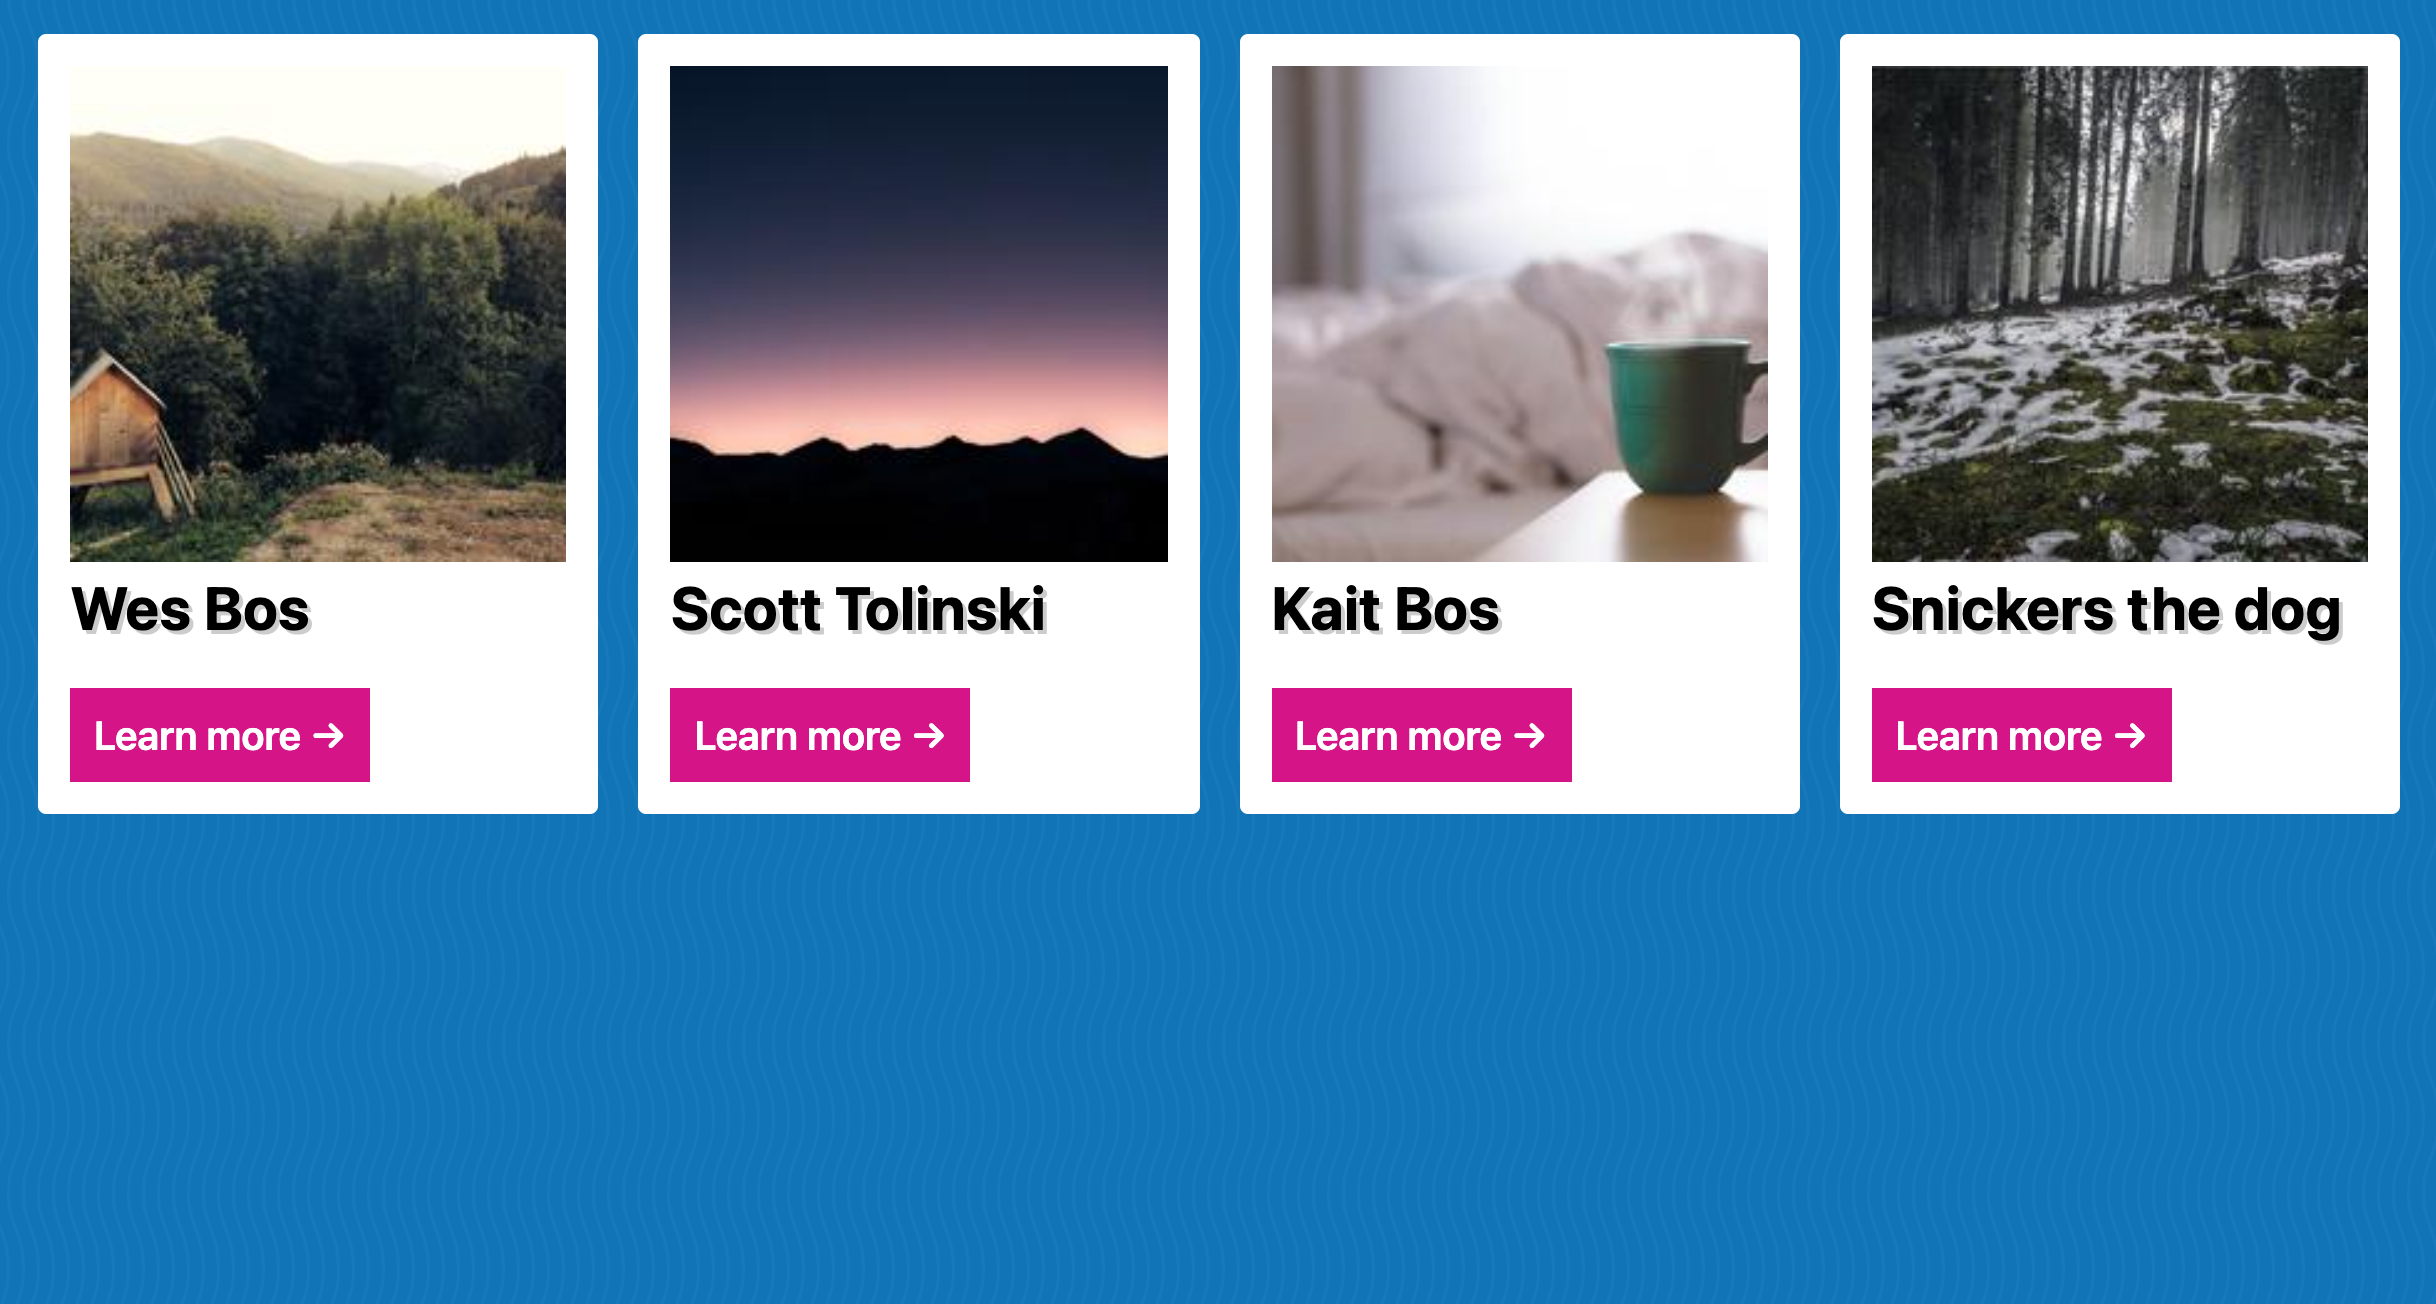 Wes Bos
Learn more →
Scott Tolinski
Learn more →
Kait Bos
Learn more →
Snickers the dog
Learn more →